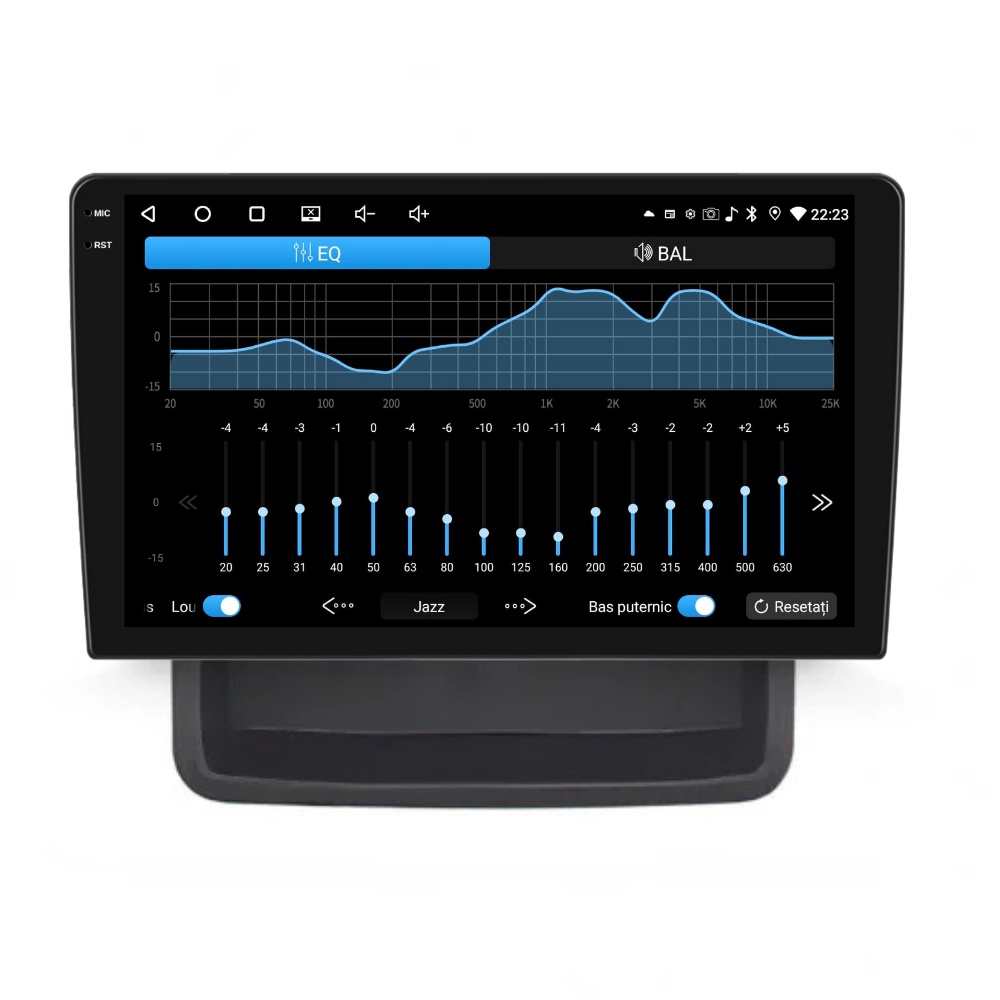 MIC
22:23
RST
EQ
BAL
15
0
-15
20 50 100 200 500 1K 2K 5K 10K 25K
-4 -4 -3 -1 0 -4 -6 -10 -10 -11 -4 -3 -2 -2 +2 +5
15
0
-15
20 25 31 40 50 63 80 100 125 160 200 250 315 400 500 630
s Lou Jazz Bas puternic Resetați